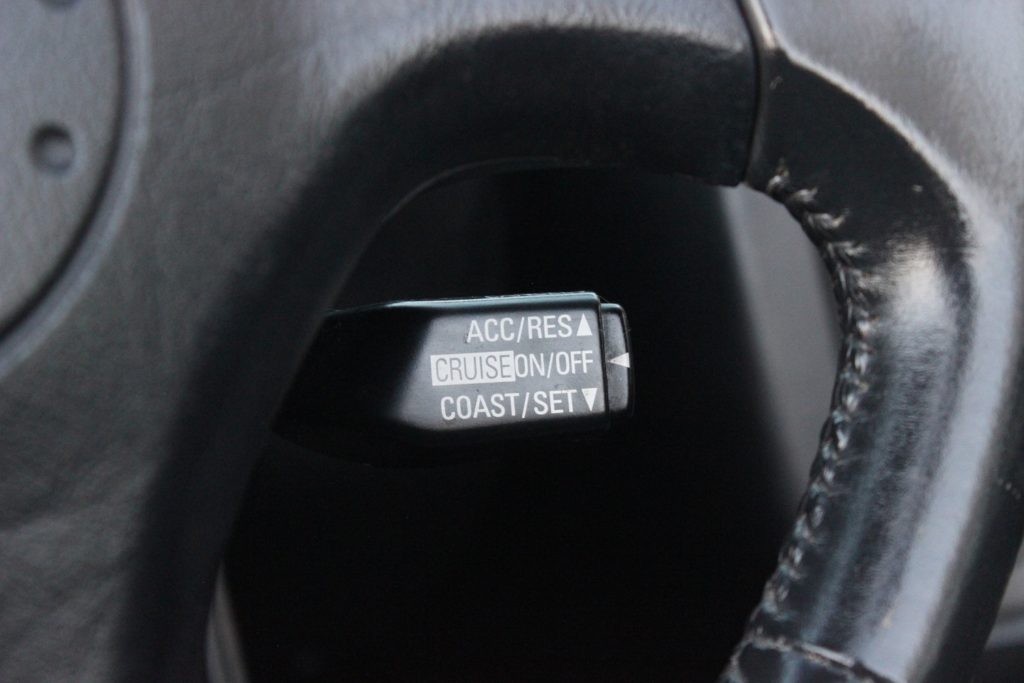 ACC/RES▲
CRUISE ON/OFF
COAST/SET▼